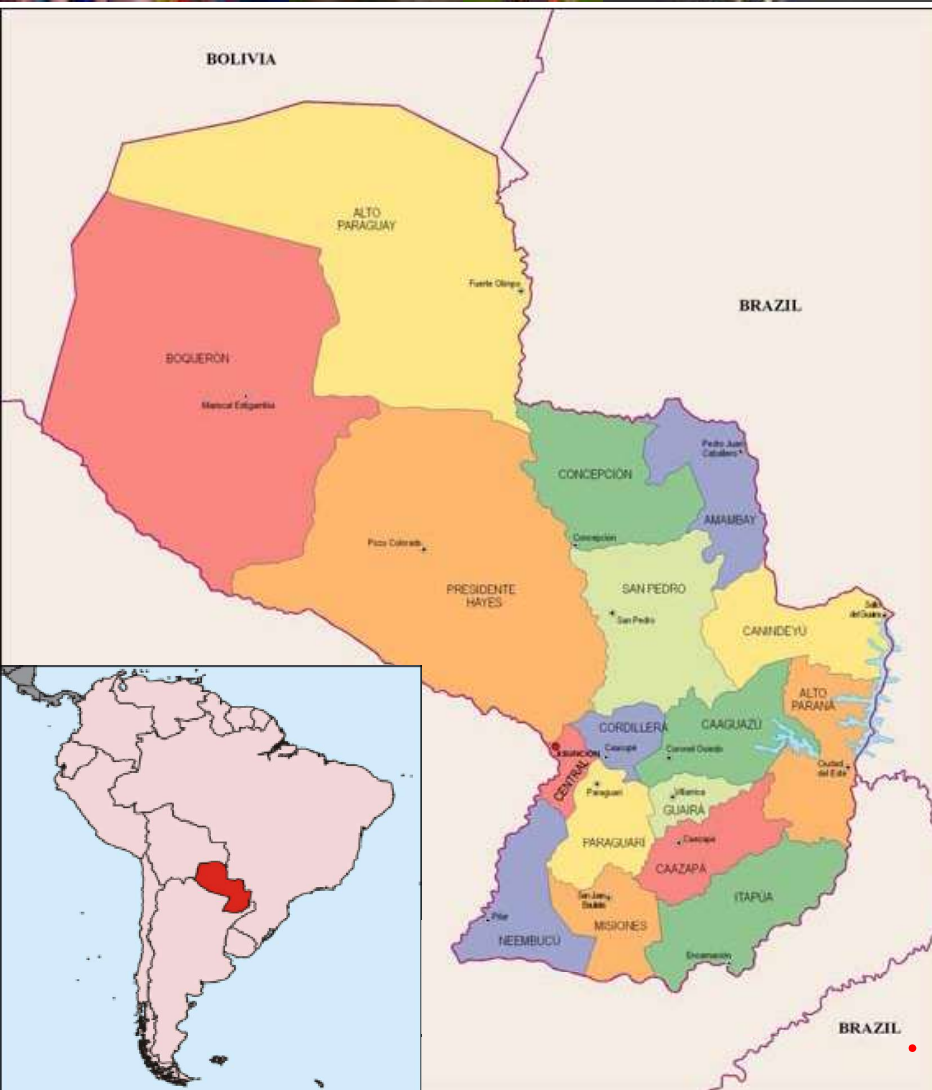 BOLIVIA
ALTO
PARAGUAY
Fuerte Olimpo
BRAZIL
BOQUERÓN
Mariscal Estigarribia
Pedro Juan
Caballero
CONCEPCIÓN
AMAMBAY
Concepción
Pozo Colorado
PRESIDENTE
HAYES
SAN PEDRO
San Pedro
Salto
del Guaira
CANINDEYÚ
ALTO
PARANÁ
CORDILLERA
CAAGUAZÚ
ASUNCIÓN
Caacupé
Coronel Oviedo
Ciudad
del Este
CENTRAL
Paraguarí
Villarrica
GUAIRÁ
PARAGUARÍ
Caazapá
CAAZAPÁ
San Juan
Bautista
ITAPÚA
Pilar
MISIONES
ÑEEMBUCÚ
Encarnación
BRAZIL